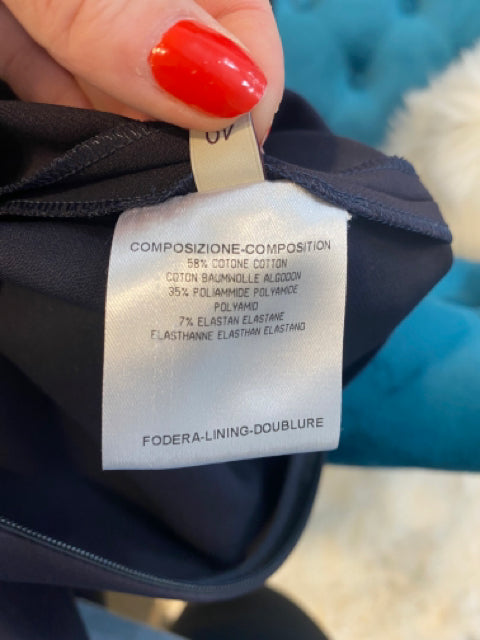 40
COMPOSIZIONE-COMPOSITION
58% COTONE COTTON
COTON BAUMWOLLE ALGODON
35% POLIAMMIDE POLYAMIDE
POLYAMID
7% ELASTAN ELASTANE
ELASTHANNE ELASTHAN ELASTANO
FODERA-LINING-DOUBLURE